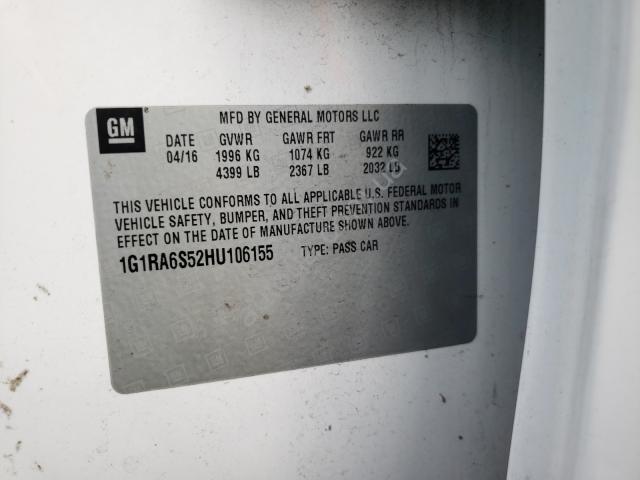 GM
MFD BY GENERAL MOTORS LLC
DATE GVWR GAWR FRT GAWR RR
04/16 1996 KG 1074 KG 922 KG
4399 LB 2367 LB 2032 LB
THIS VEHICLE CONFORMS TO ALL APPLICABLE U.S. FEDERAL MOTOR
VEHICLE SAFETY, BUMPER, AND THEFT PREVENTION STANDARDS IN
EFFECT ON THE DATE OF MANUFACTURE SHOWN ABOVE.
1G1RA6S52HU106155 TYPE: PASS CAR